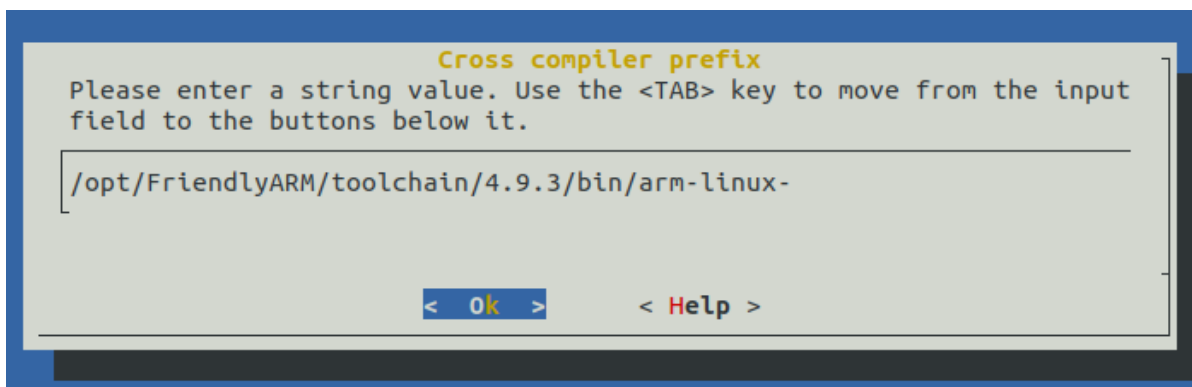 Cross compiler prefix
Please enter a string value. Use the <TAB> key to move from the input
field to the buttons below it.
/opt/FriendlyARM/toolchain/4.9.3/bin/arm-linux-
<  Ok  >      < Help >